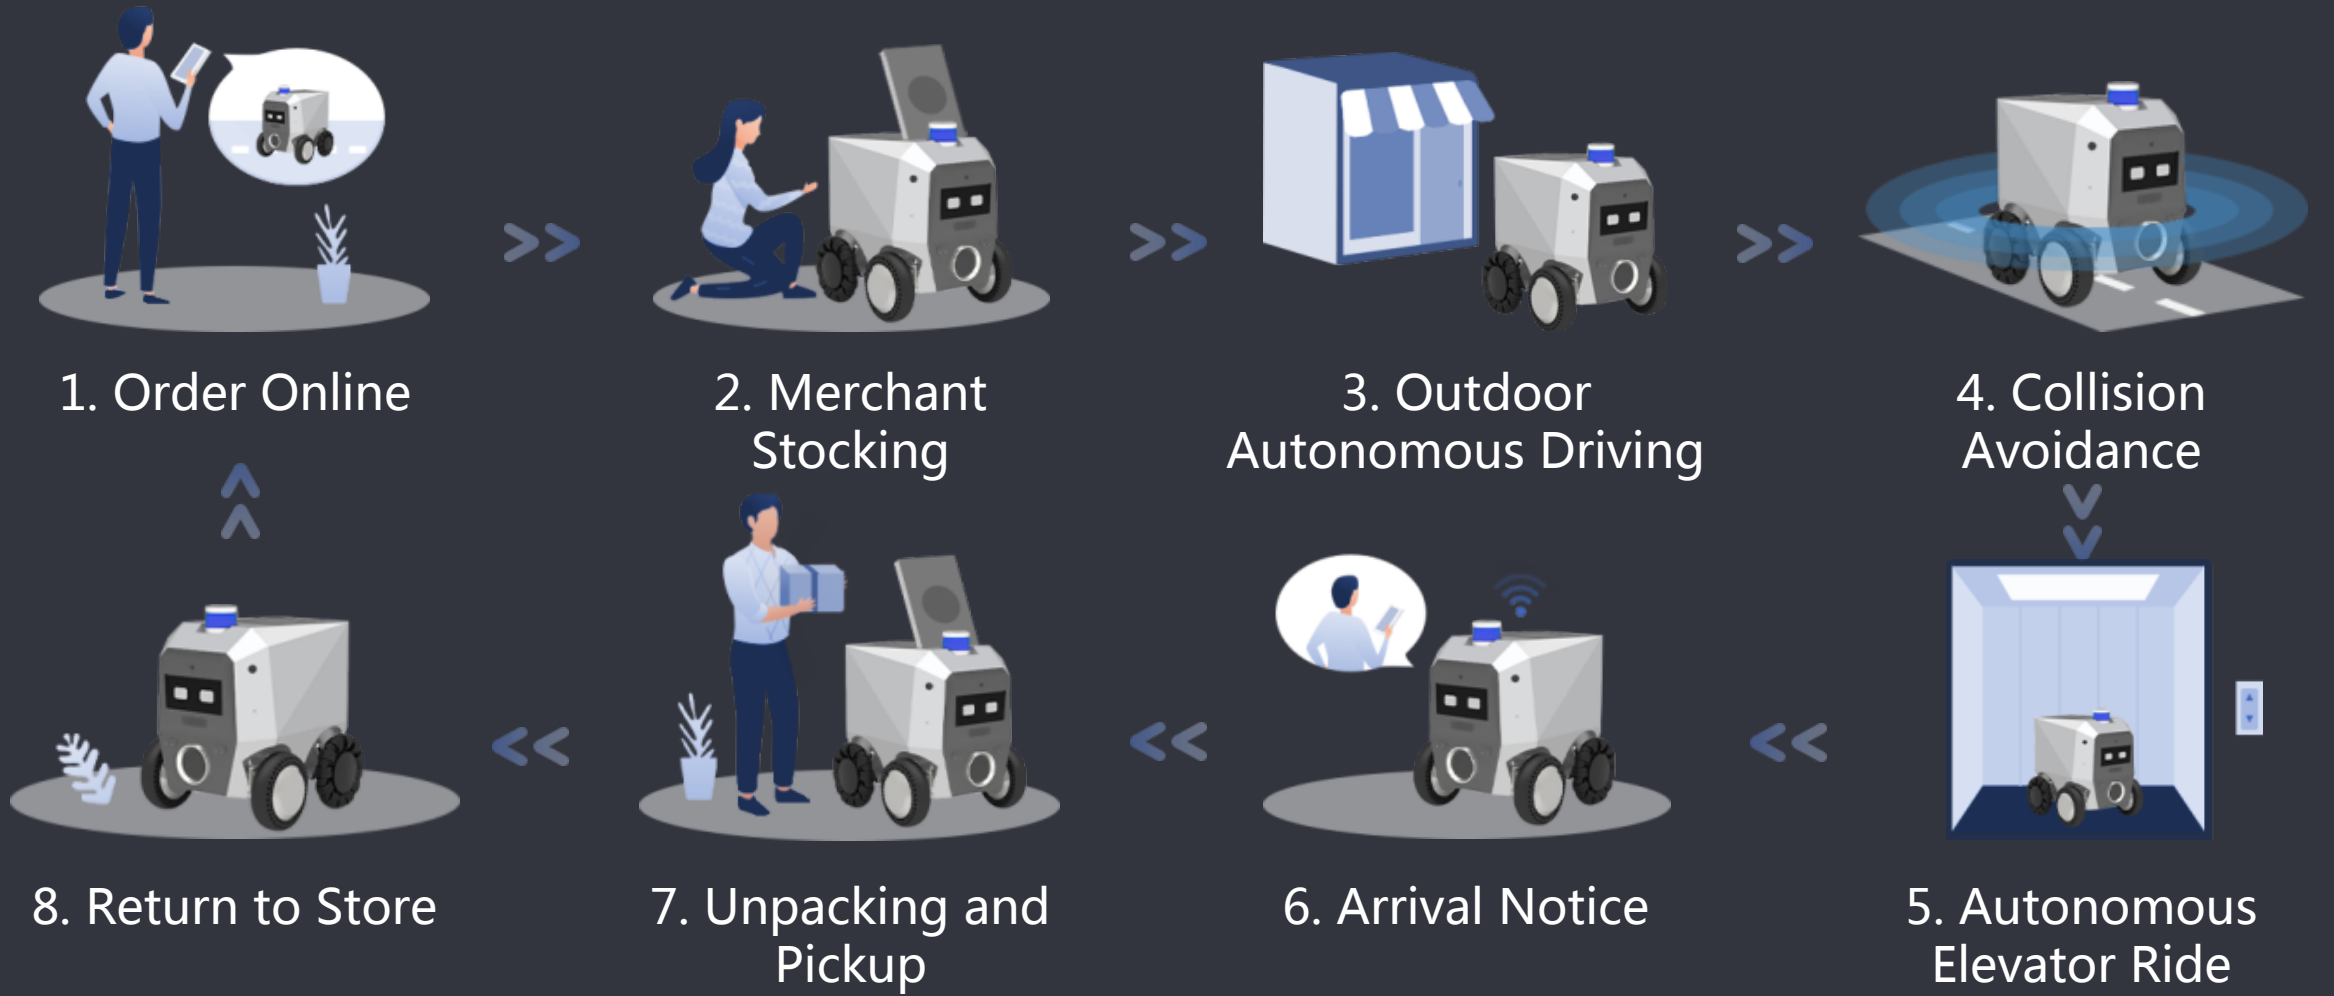 1. Order Online
2. Merchant
Stocking
3. Outdoor
Autonomous Driving
4. Collision
Avoidance
8. Return to Store
7. Unpacking and
Pickup
6. Arrival Notice
5. Autonomous
Elevator Ride